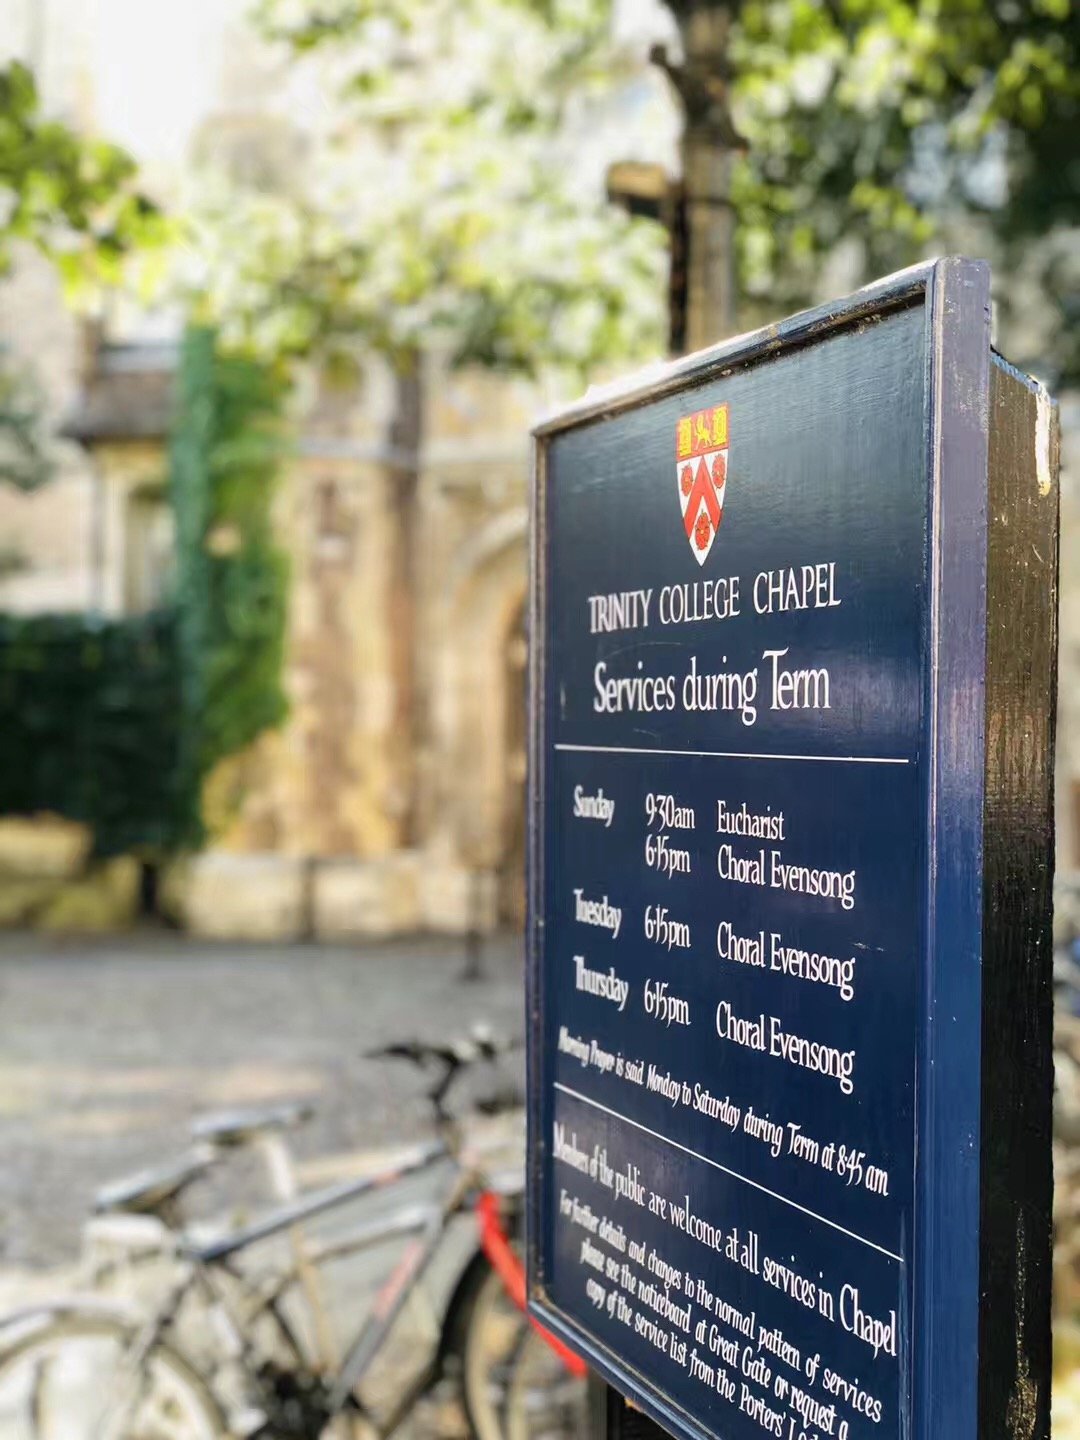 TRINITY COLLEGE CHAPEL
Services during Term
Sunday 9·30am Eucharist
6·15pm Choral Evensong
Tuesday 6·15pm Choral Evensong
Thursday 6·15pm Choral Evensong
Morning Prayer is said Monday to Saturday during Term at 8·45 am
Members of the public are welcome at all services in Chapel
For further details and changes to the normal pattern of services
please see the noticeboard at Great Gate or request a
copy of the service list from the Porters'